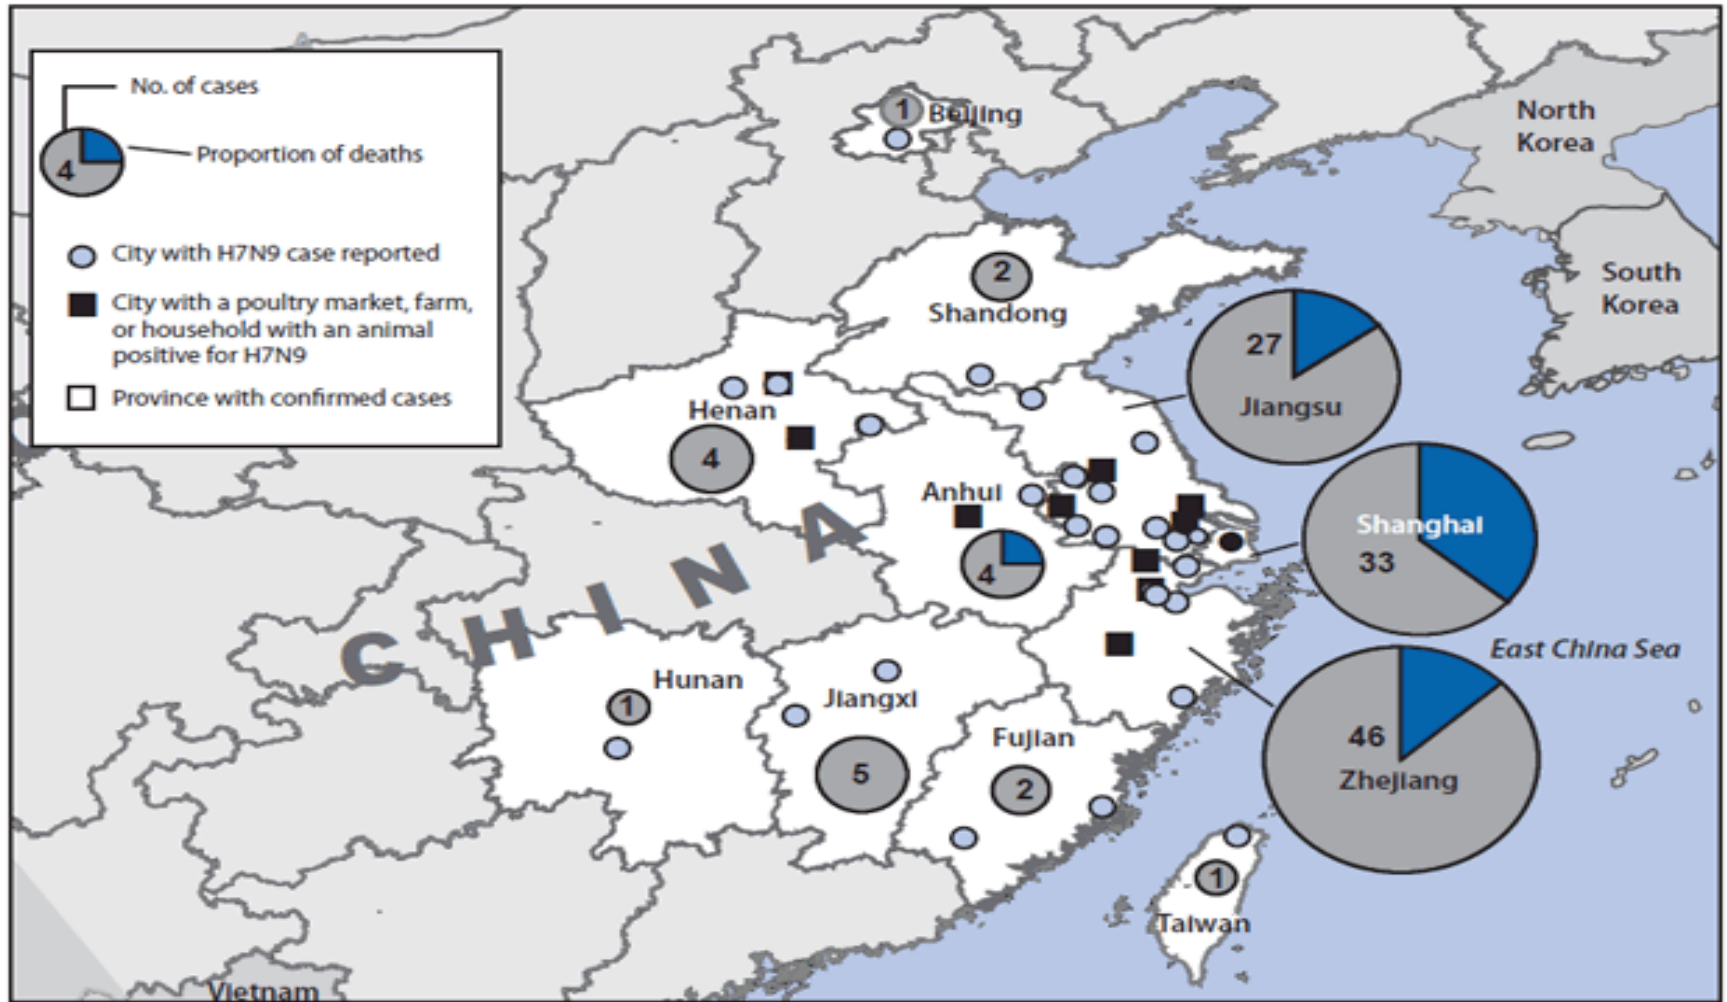 No. of cases
4
Proportion of deaths
City with H7N9 case reported
City with a poultry market, farm,
or household with an animal
positive for H7N9
Province with confirmed cases
1
Beijing
North
Korea
South
Korea
2
Shandong
27
Jiangsu
Henan
4
Anhui
4
Shanghai
33
CHINA
East China Sea
Hunan
1
Jiangxi
5
Fujian
2
46
Zhejiang
1
Taiwan
Vietnam